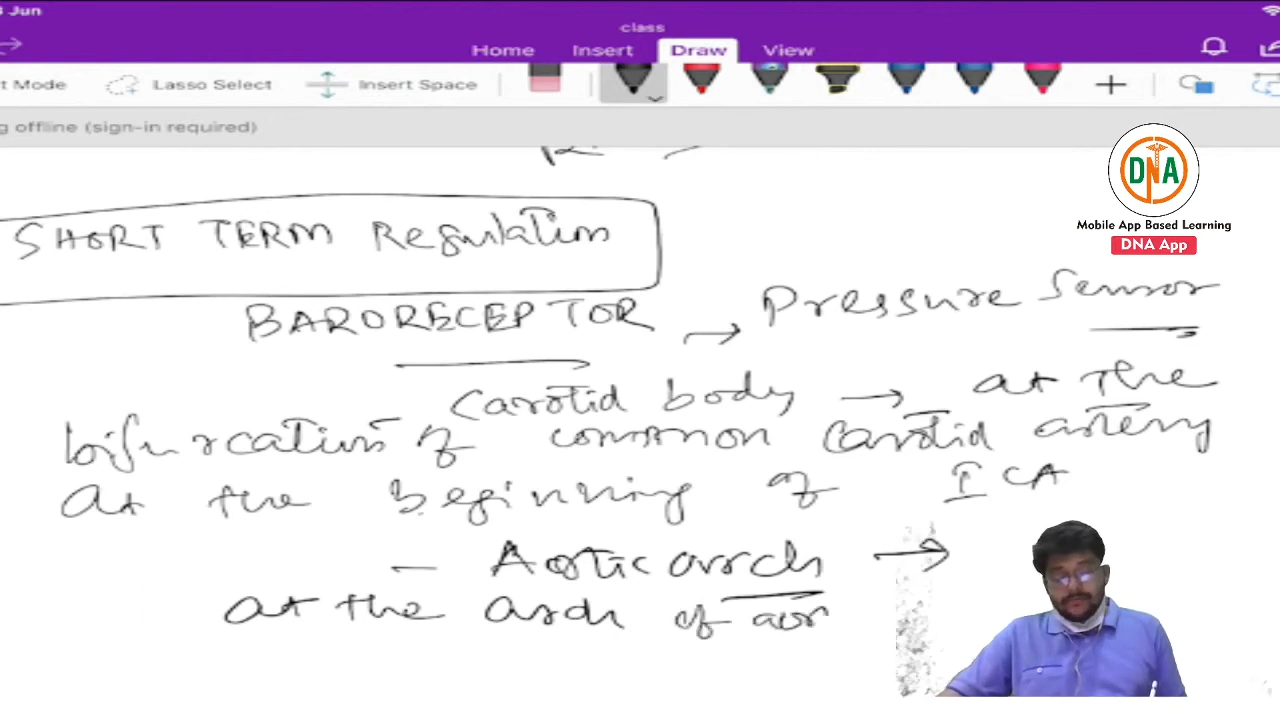 3 Jun
class
Home Insert Draw View
t Mode Lasso Select Insert Space
g offline (sign-in required)
DNA
Mobile App Based Learning
DNA App
SHORT TERM Regulation
BARORECEPTOR → Pressure Sensor
Carotid body → at the
bifurcation of common carotid artery
at the beginning of ICA
- Aortic arch →
at the arch of aor